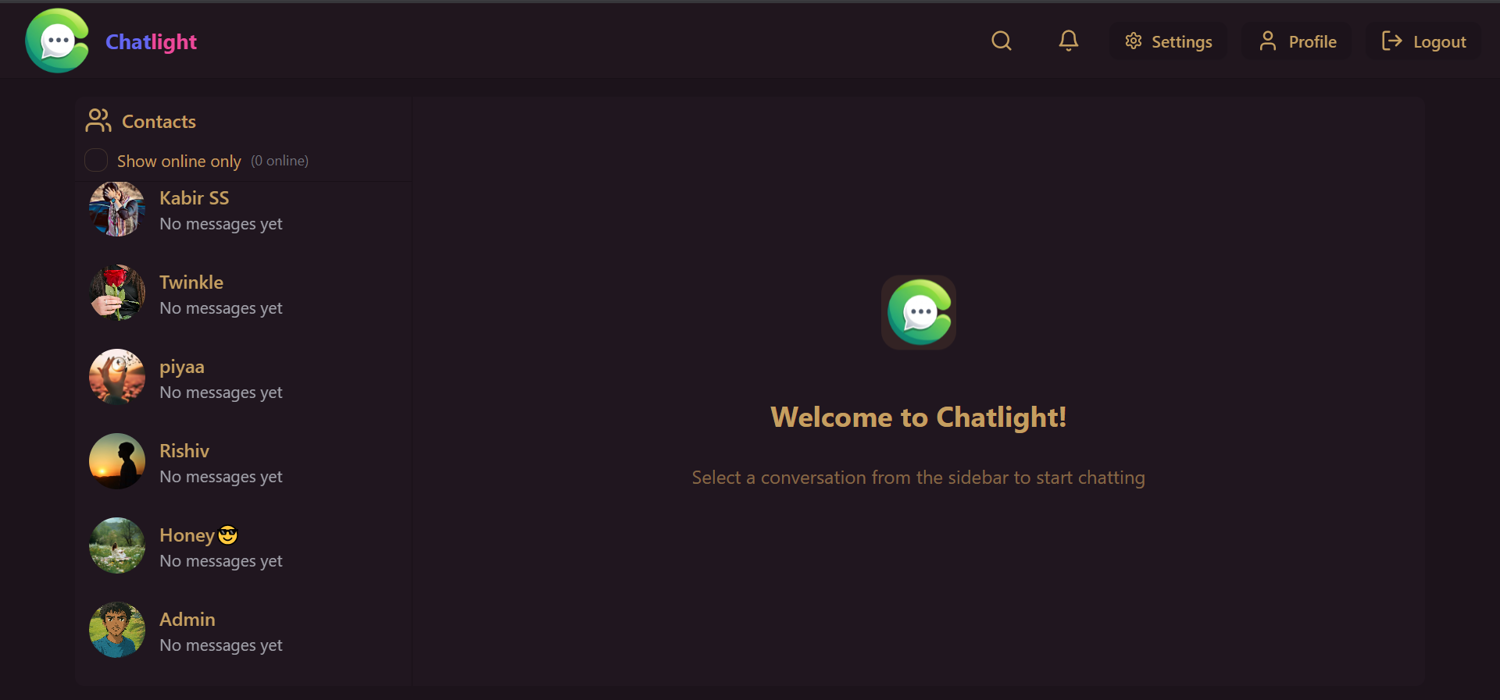 Chatlight
Settings
Profile
Logout
Contacts
Show online only (0 online)
Kabir SS
No messages yet
Twinkle
No messages yet
piyaa
No messages yet
Rishiv
No messages yet
Honey😎
No messages yet
Admin
No messages yet
Welcome to Chatlight!
Select a conversation from the sidebar to start chatting